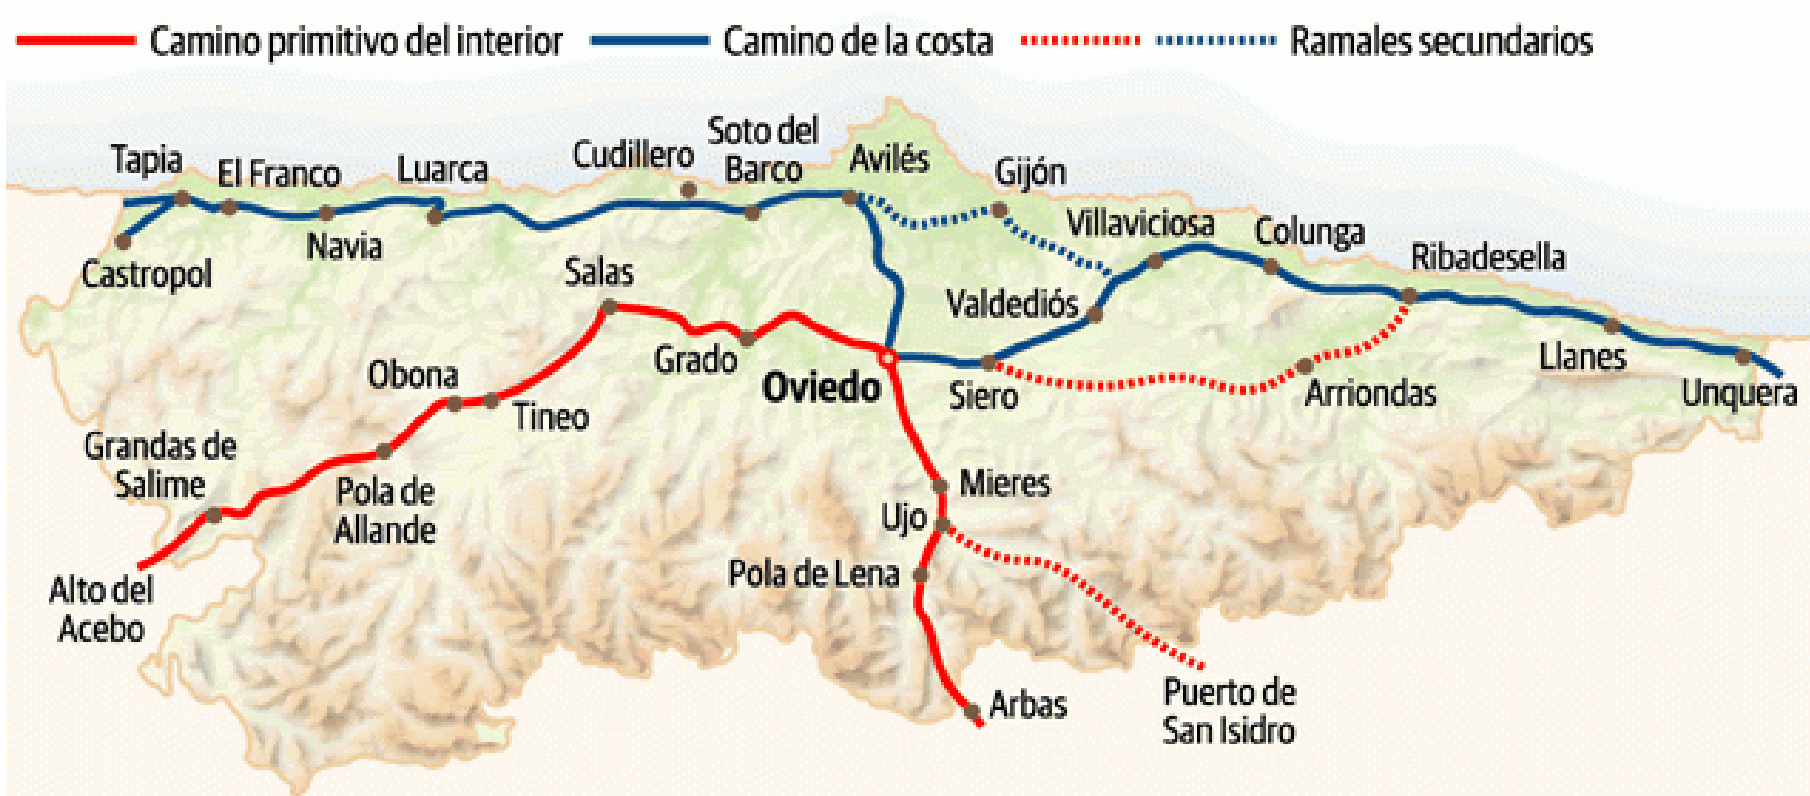 Camino primitivo del interior
Camino de la costa
Ramales secundarios
Tapia
El Franco
Luarca
Cudillero
Soto del
Barco
Avilés
Gijón
Navia
Castropol
Villaviciosa
Colunga
Ribadesella
Salas
Valdediós
Grado
Obona
Tineo
Oviedo
Siero
Arriondas
Llanes
Unquera
Grandas de
Salime
Pola de
Allande
Mieres
Ujo
Pola de Lena
Alto del
Acebo
Arbas
Puerto de
San Isidro